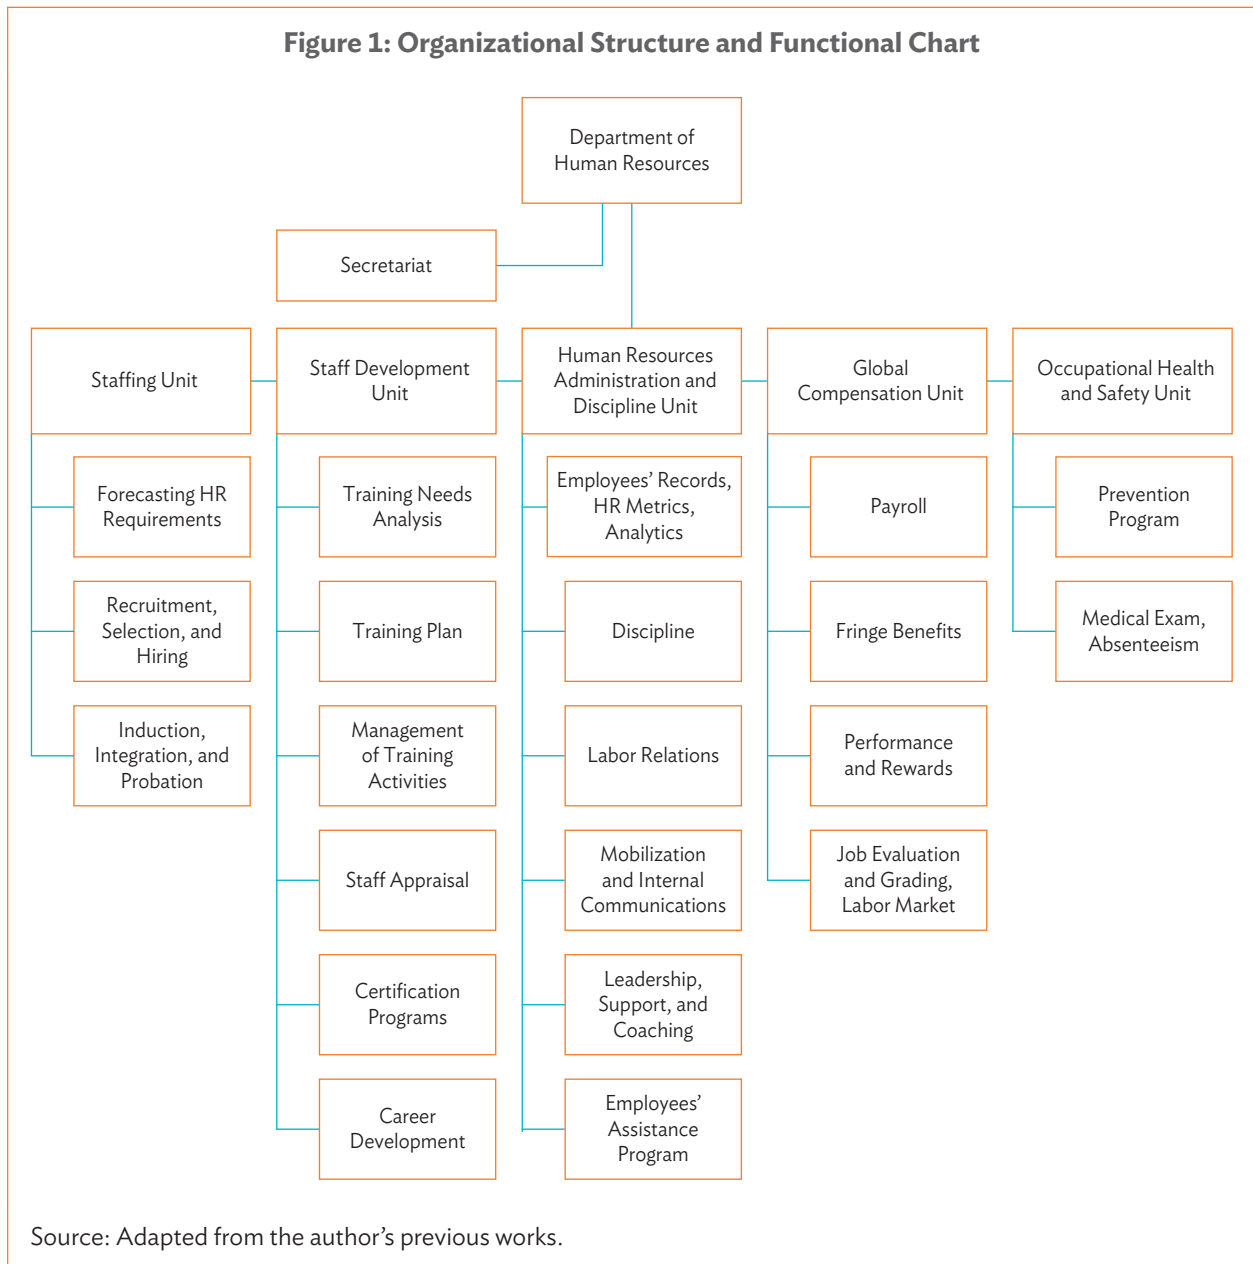 Figure 1: Organizational Structure and Functional Chart
Department of
Human Resources
Secretariat
Staffing Unit
Staff Development
Unit
Human Resources
Administration and
Discipline Unit
Global
Compensation Unit
Occupational Health
and Safety Unit
Forecasting HR
Requirements
Recruitment,
Selection, and
Hiring
Induction,
Integration, and
Probation
Training Needs
Analysis
Training Plan
Management
of Training
Activities
Staff Appraisal
Certification
Programs
Career
Development
Employees’ Records,
HR Metrics,
Analytics
Discipline
Labor Relations
Mobilization
and Internal
Communications
Leadership,
Support, and
Coaching
Employees’
Assistance
Program
Payroll
Fringe Benefits
Performance
and Rewards
Job Evaluation
and Grading,
Labor Market
Prevention
Program
Medical Exam,
Absenteeism
Source: Adapted from the author’s previous works.